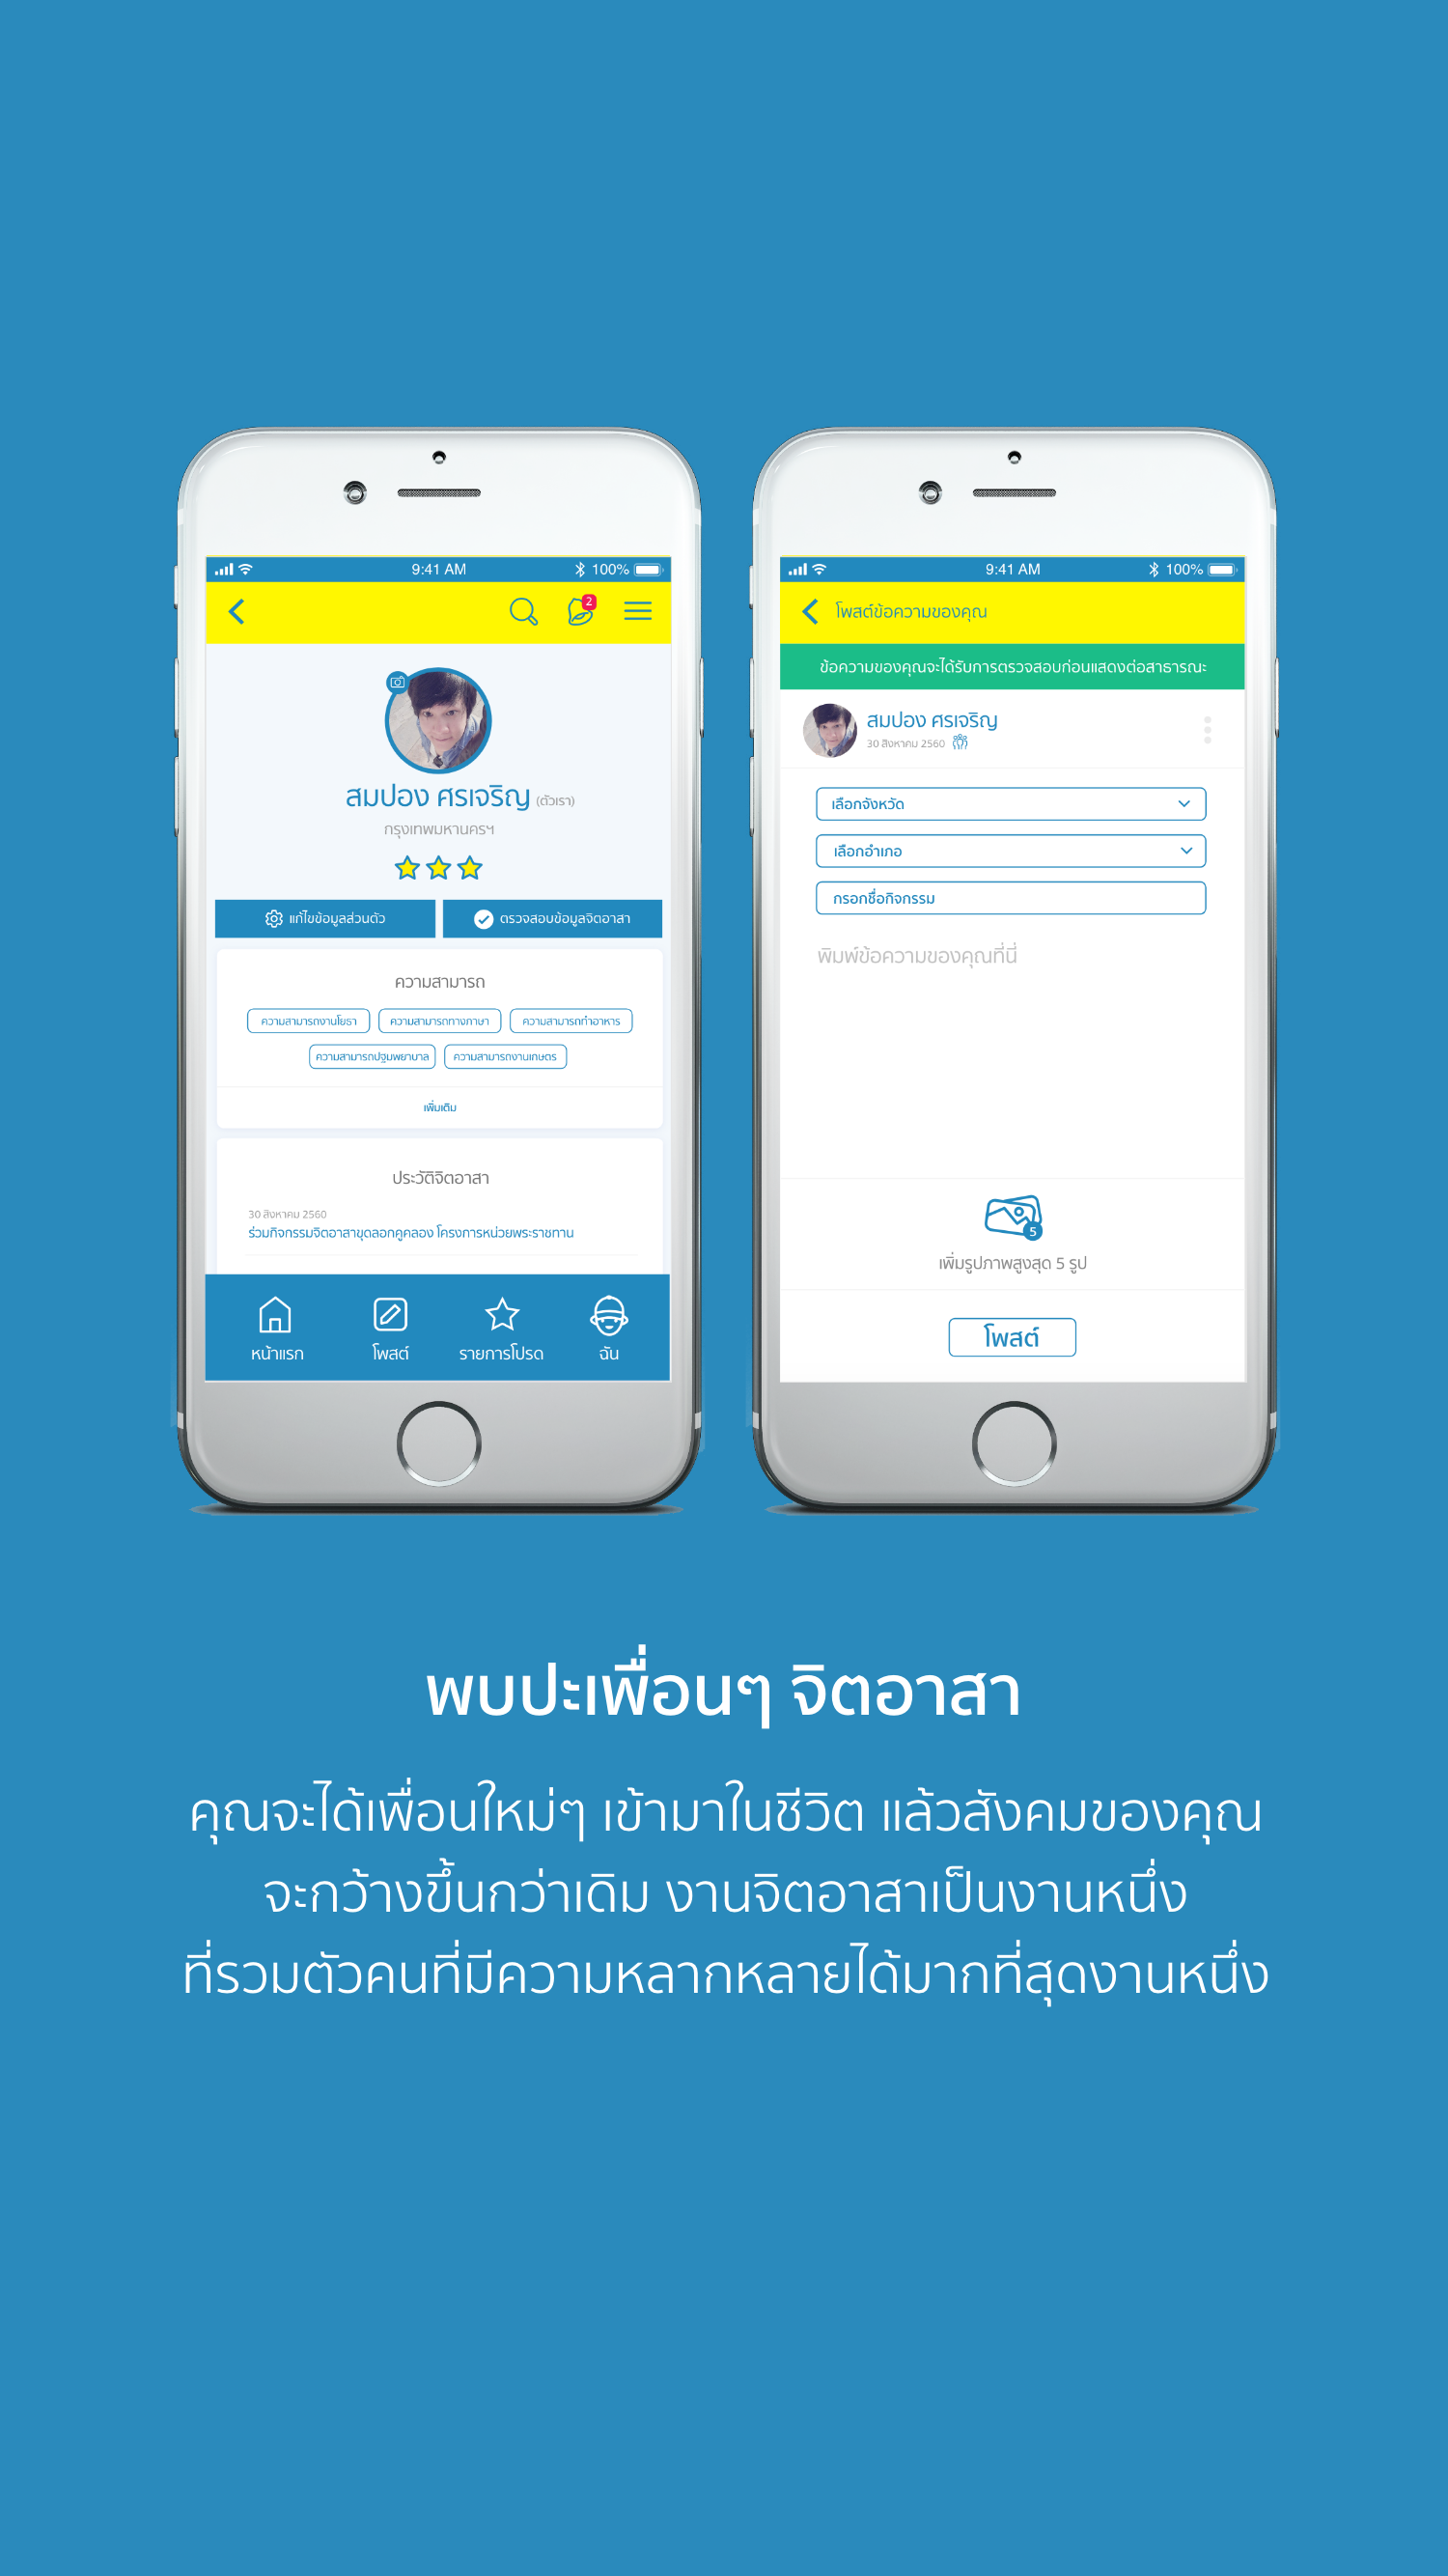 9:41 AM
100%
2
สมปอง ศรเจริญ (ตัวเรา)
กรุงเทพมหานครฯ
แก้ไขข้อมูลส่วนตัว
ตรวจสอบข้อมูลจิตอาสา
ความสามารถ
ความสามารถงานโยธา
ความสามารถทางภาษา
ความสามารถทำอาหาร
ความสามารถปฐมพยาบาล
ความสามารถงานเกษตร
เพิ่มเติม
ประวัติจิตอาสา
30 สิงหาคม 2560
ร่วมกิจกรรมจิตอาสาขุดลอกคูคลอง โครงการหน่วยพระราชทาน
หน้าแรก
โพสต์
รายการโปรด
ฉัน
9:41 AM
100%
โพสต์ข้อความของคุณ
ข้อความของคุณจะได้รับการตรวจสอบก่อนแสดงต่อสาธารณะ
สมปอง ศรเจริญ
30 สิงหาคม 2560
เลือกจังหวัด
เลือกอำเภอ
กรอกชื่อกิจกรรม
พิมพ์ข้อความของคุณที่นี่
5
เพิ่มรูปภาพสูงสุด 5 รูป
โพสต์
พบปะเพื่อนๆ จิตอาสา
คุณจะได้เพื่อนใหม่ๆ เข้ามาในชีวิต แล้วสังคมของคุณ
จะกว้างขึ้นกว่าเดิม งานจิตอาสาเป็นงานหนึ่ง
ที่รวมตัวคนที่มีความหลากหลายได้มากที่สุดงานหนึ่ง